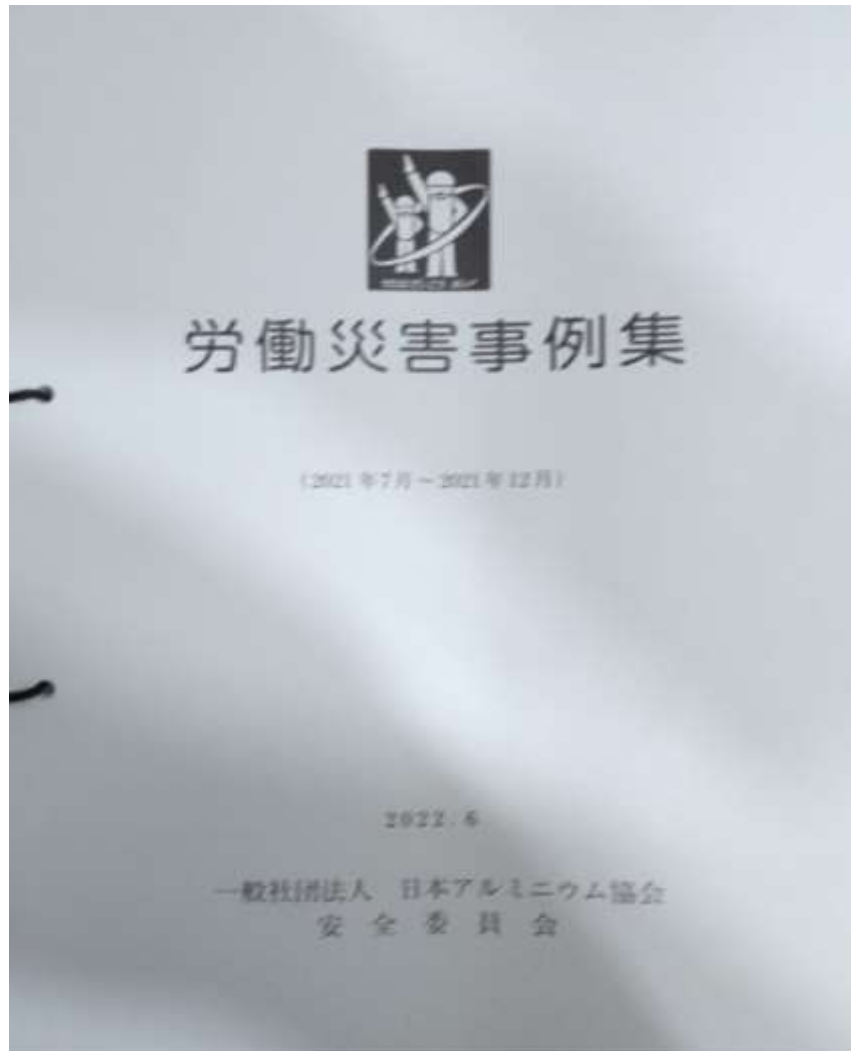 労働災害事例集
(2021年7月~2021年12月)
2022.6
一般社団法人 日本アルミニウム協会
安全委員会